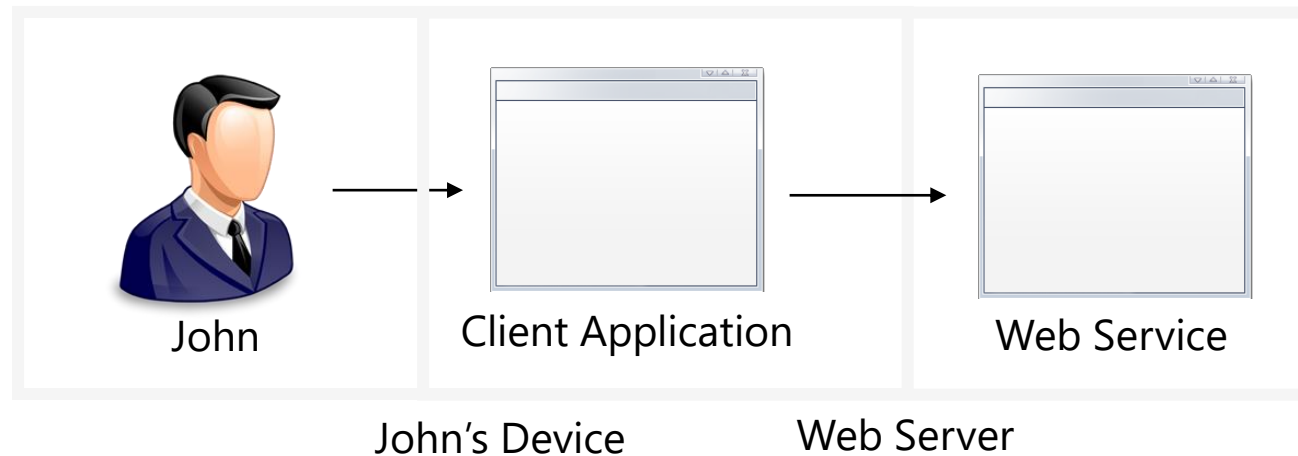 John
Client Application
Web Service
John's Device
Web Server